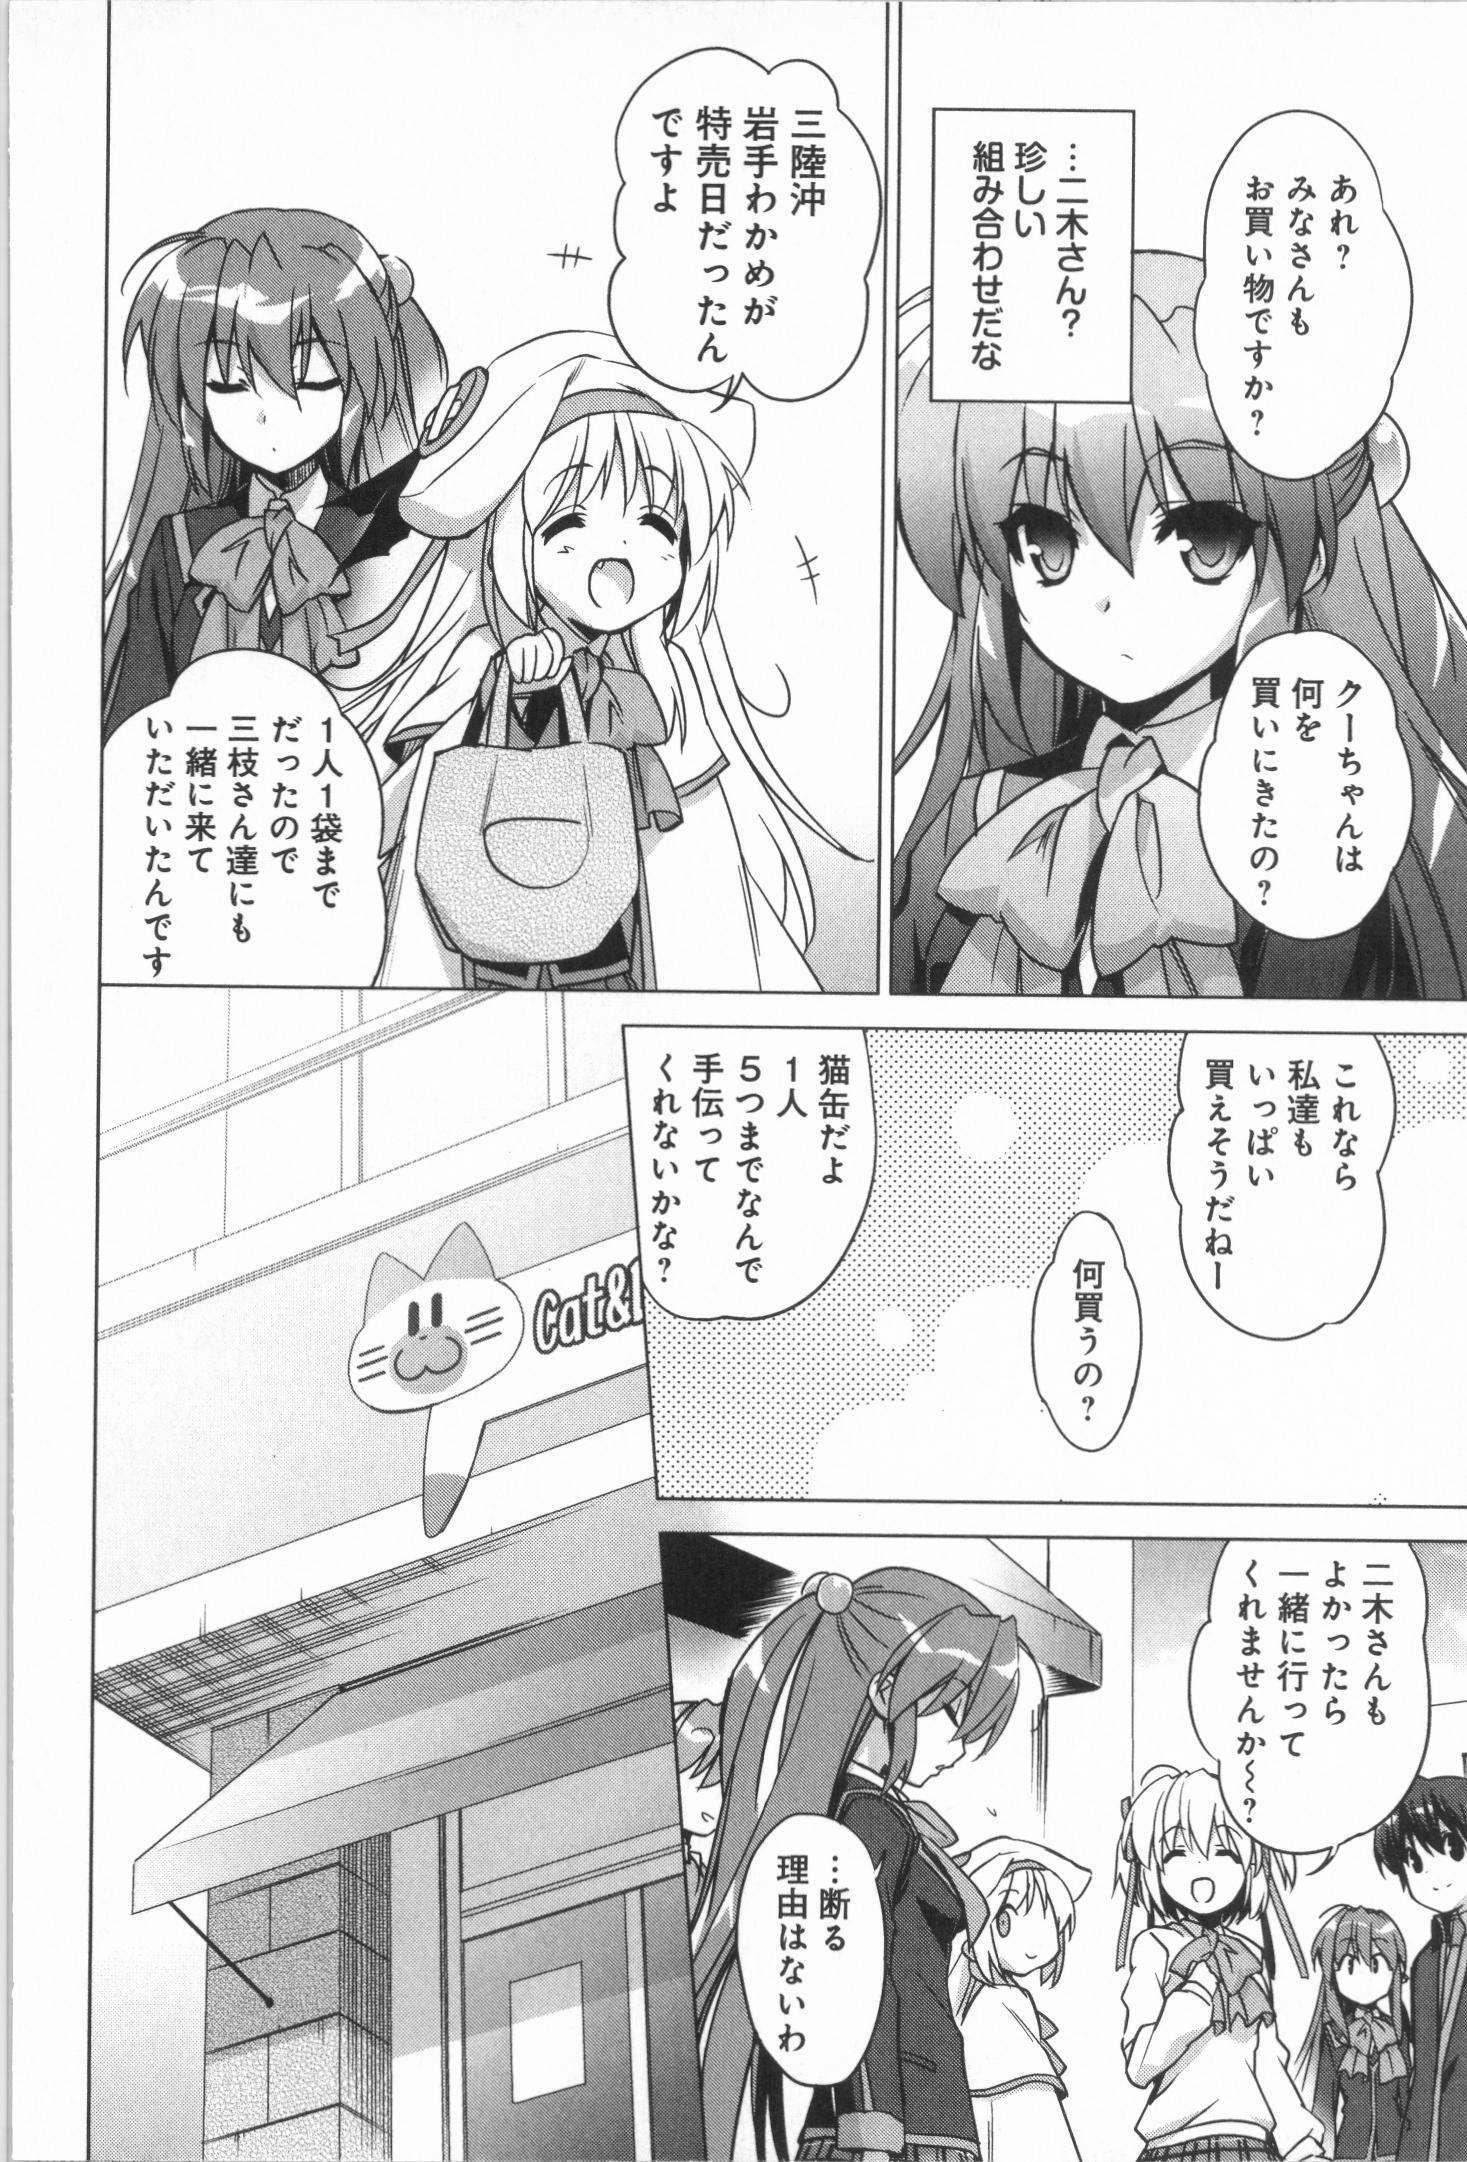 あれ？
みなさんも
お買い物ですか？
…二木さん？
珍しい
組み合わせだな
クーちゃんは
何を
買いにきたの？
三陸沖
岩手わかめが
特売日だったん
ですよ
1人1袋まで
だったので
三枝さん達にも
一緒に来て
いただいたんです
これなら
私達も
いっぱい
買えそうだねー
何買うの？
猫缶だよ
1人
5つまでなんで
手伝って
くれないかな？
Cat&
二木さんも
よかったら
一緒に行って
くれませんか〜？
…断る
理由はないわ